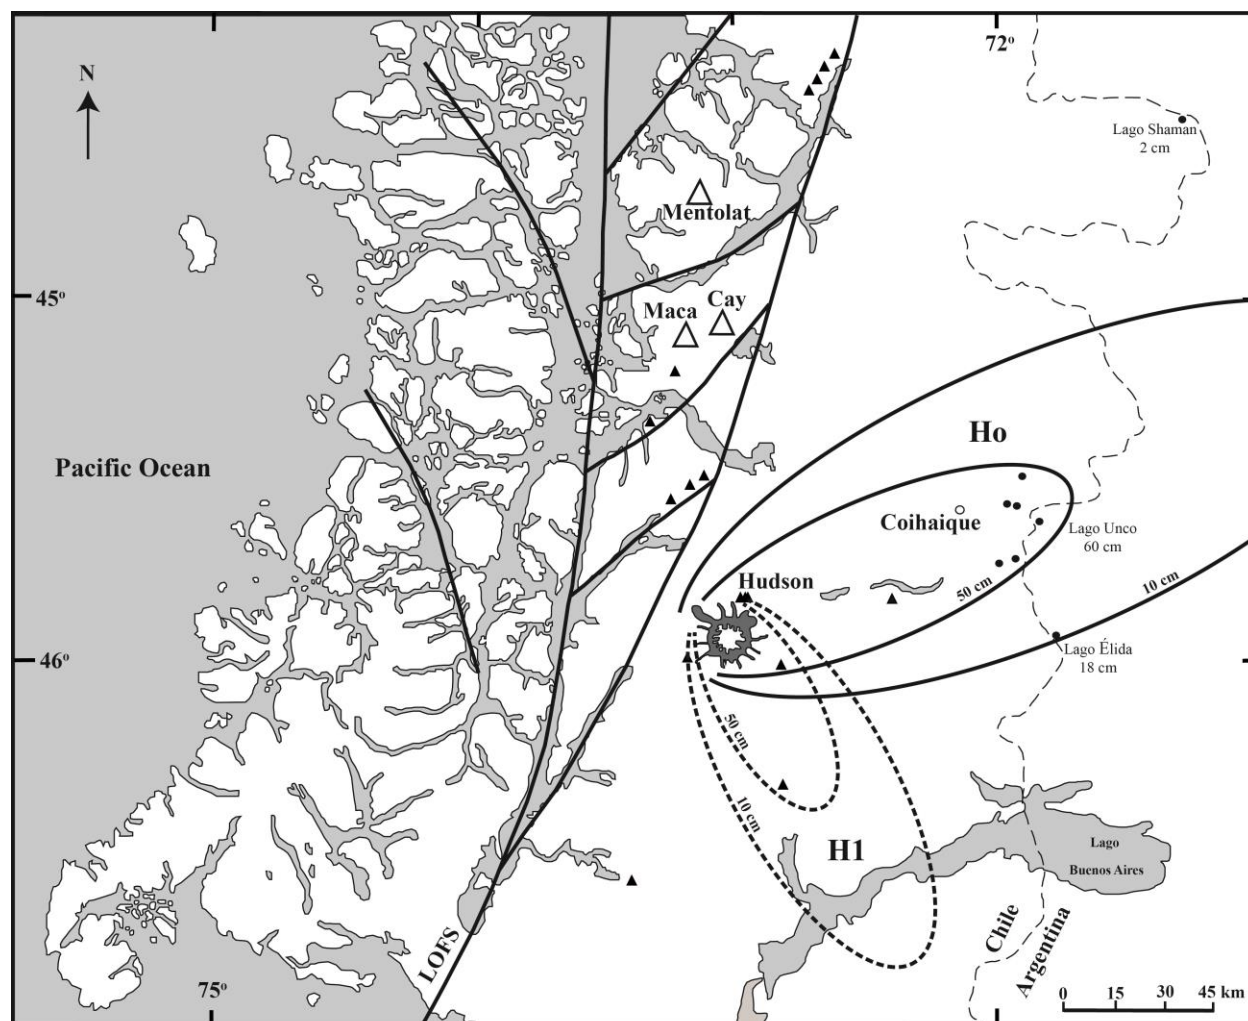 72º
N
Lago Shaman
2 cm
Mentolat
45º
Maca
Cay
Ho
Pacific Ocean
Coihaique
Lago Unco
60 cm
Hudson
50 cm
10 cm
46º
Lago Élida
18 cm
50 cm
10 cm
H1
Lago
Buenos Aires
LOFS
Chile
Argentina
75º
0 15 30 45 km